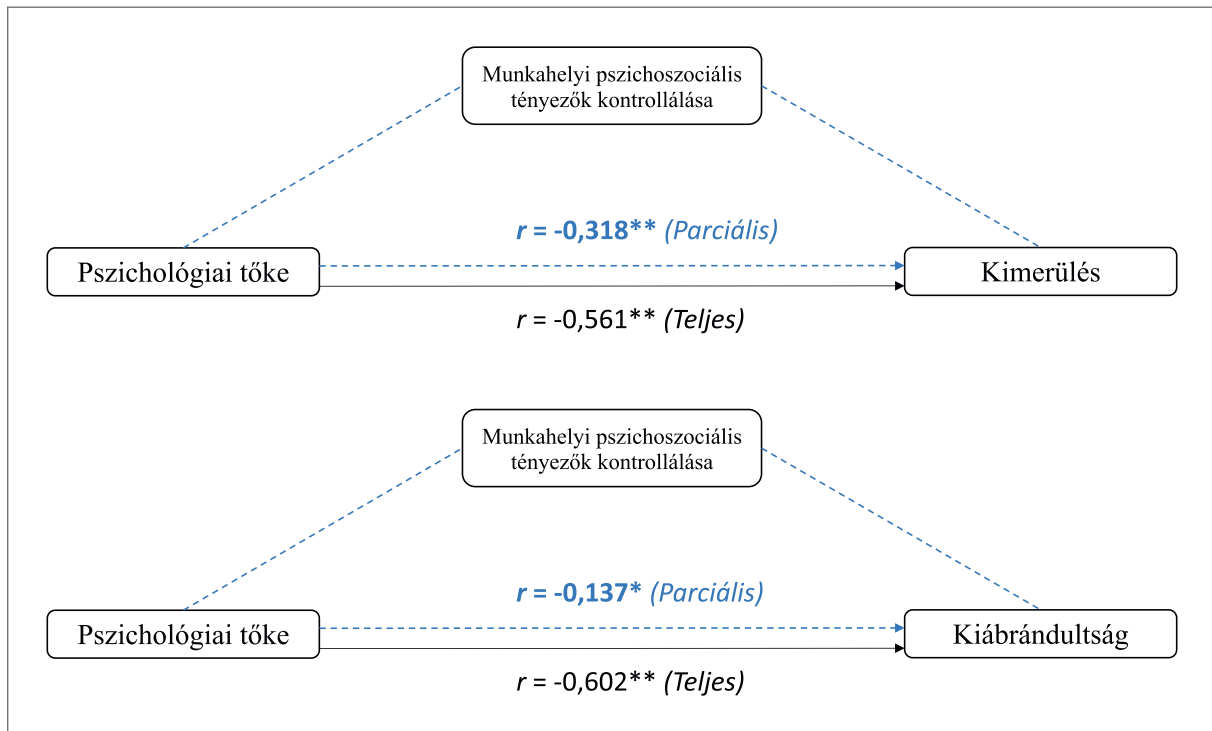 Munkahelyi pszichoszociális
tényezők kontrollálása
r = -0,318** (Parciális)
Pszichológiai tőke
Kimerülés
r = -0,561** (Teljes)
Munkahelyi pszichoszociális
tényezők kontrollálása
r = -0,137* (Parciális)
Pszichológiai tőke
Kiábrándultság
r = -0,602** (Teljes)